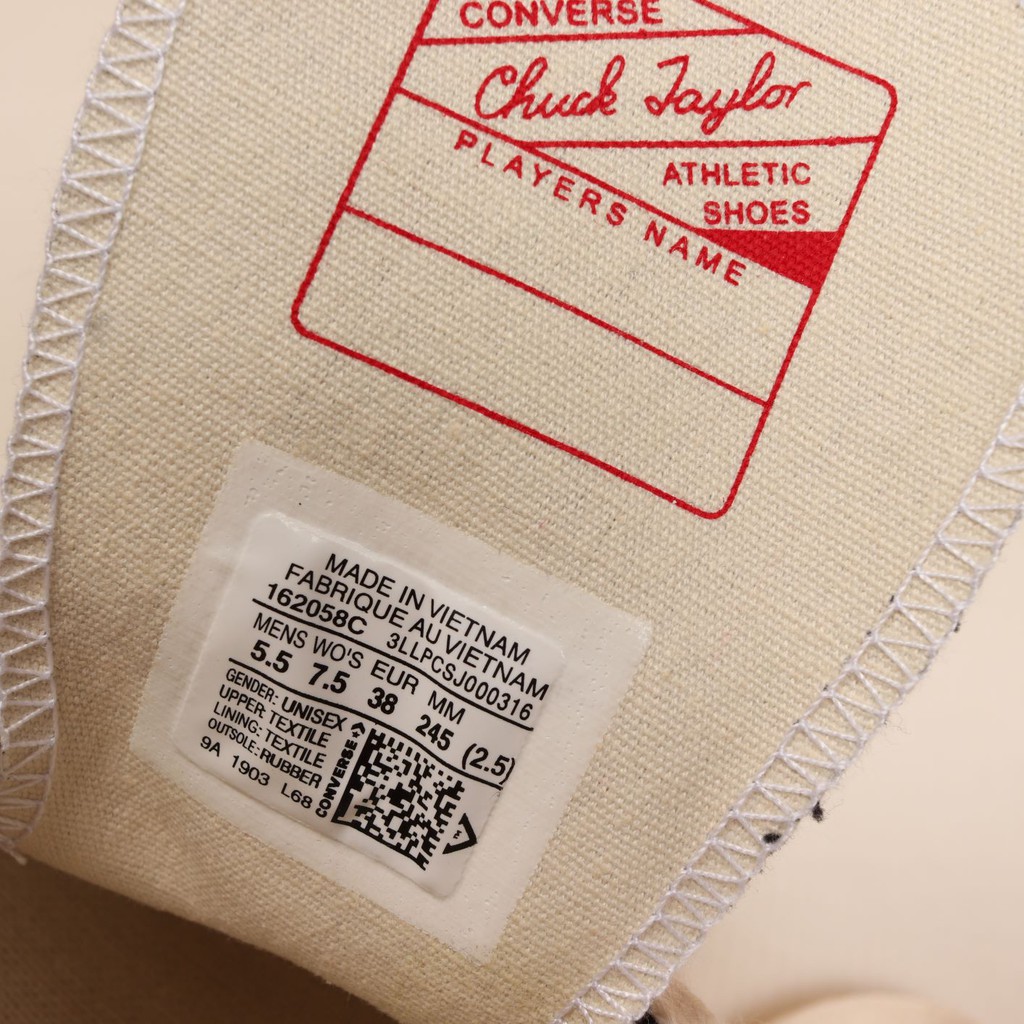 CONVERSE
Chuck Taylor
ATHLETIC
SHOES
PLAYERS NAME
MADE IN VIETNAM
FABRIQUE AU VIETNAM
162058C 3LLPCSJ000316
MENS WO'S EUR MM
5.5 7.5 38 245 (2.5)
GENDER: UNISEX
UPPER: TEXTILE
LINING: TEXTILE
OUTSOLE: RUBBER
9A 1903 L68
CONVERSE